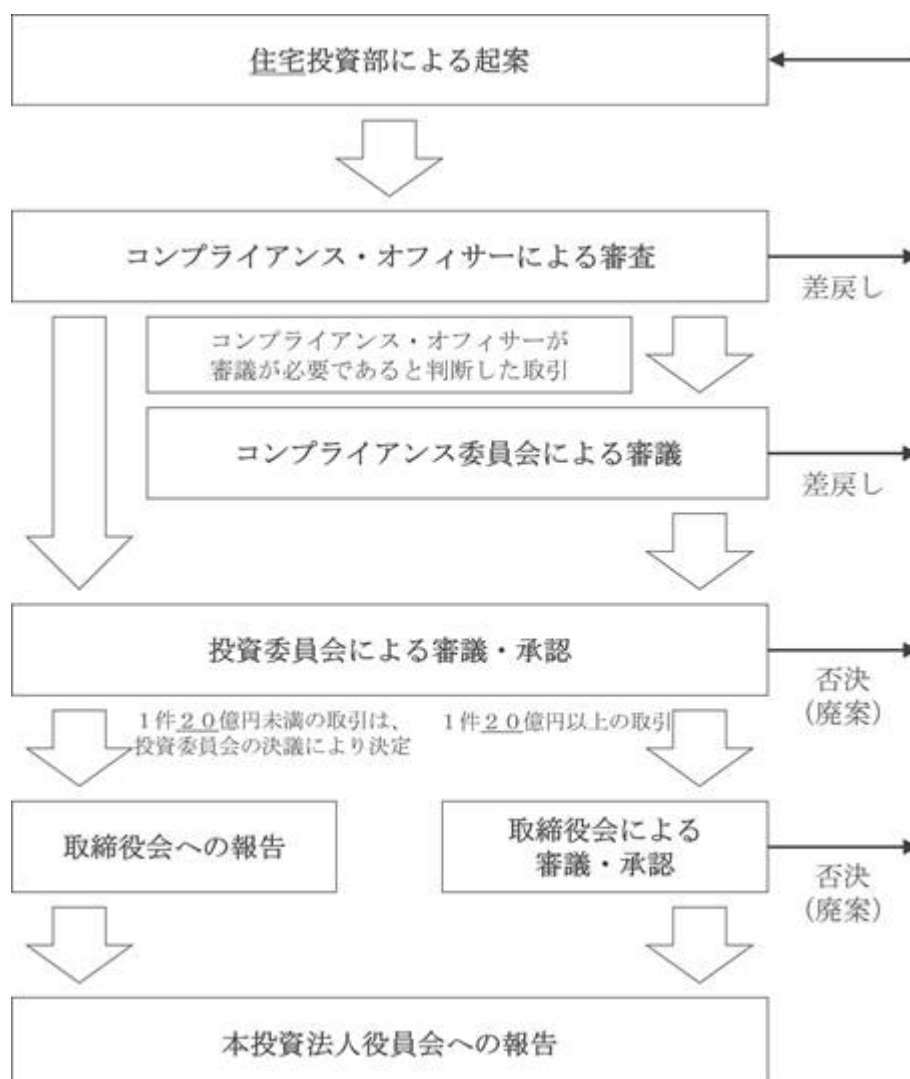 住宅投資部による起案
コンプライアンス・オフィサーによる審査
差戻し
コンプライアンス・オフィサーが
審議が必要であると判断した取引
コンプライアンス委員会による審議
差戻し
投資委員会による審議・承認
否決
(廃案)
1件20億円未満の取引は、
投資委員会の決議により決定
1件20億円以上の取引
取締役会への報告
取締役会による
審議・承認
否決
(廃案)
本投資法人役員会への報告